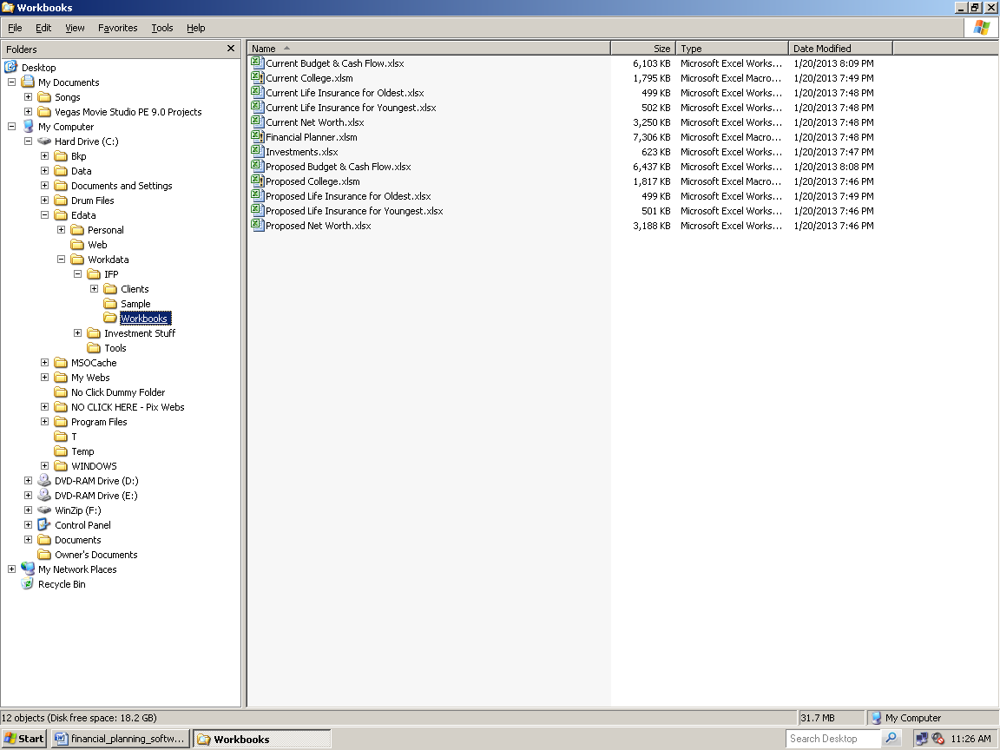 Workbooks
File Edit View Favorites Tools Help
Folders
Desktop
My Documents
Songs
Vegas Movie Studio PE 9.0 Projects
My Computer
Hard Drive (C:)
Bkp
Data
Documents and Settings
Drum Files
Edata
Personal
Web
Workdata
IFP
Clients
Sample
Workbooks
Investment Stuff
Tools
MSOCache
My Webs
No Click Dummy Folder
NO CLICK HERE - Pix Webs
Program Files
T
Temp
WINDOWS
DVD-RAM Drive (D:)
DVD-RAM Drive (E:)
WinZip (F:)
Control Panel
Documents
Owner's Documents
My Network Places
Recycle Bin
Name Size Type Date Modified
Current Budget & Cash Flow.xlsx 6,103 KB Microsoft Excel Works... 1/20/2013 8:09 PM
Current College.xlsm 1,795 KB Microsoft Excel Macro... 1/20/2013 7:49 PM
Current Life Insurance for Oldest.xlsx 499 KB Microsoft Excel Works... 1/20/2013 7:48 PM
Current Life Insurance for Youngest.xlsx 502 KB Microsoft Excel Works... 1/20/2013 7:48 PM
Current Net Worth.xlsx 3,250 KB Microsoft Excel Works... 1/20/2013 7:48 PM
Financial Planner.xlsm 7,306 KB Microsoft Excel Macro... 1/20/2013 7:48 PM
Investments.xlsx 623 KB Microsoft Excel Works... 1/20/2013 7:47 PM
Proposed Budget & Cash Flow.xlsx 6,437 KB Microsoft Excel Works... 1/20/2013 8:08 PM
Proposed College.xlsm 1,817 KB Microsoft Excel Macro... 1/20/2013 7:46 PM
Proposed Life Insurance for Oldest.xlsx 499 KB Microsoft Excel Works... 1/20/2013 7:49 PM
Proposed Life Insurance for Youngest.xlsx 501 KB Microsoft Excel Works... 1/20/2013 7:46 PM
Proposed Net Worth.xlsx 3,188 KB Microsoft Excel Works... 1/20/2013 7:46 PM
12 objects (Disk free space: 18.2 GB) 31.7 MB My Computer
Start financial_planning_softw... Workbooks Search Desktop 11:26 AM